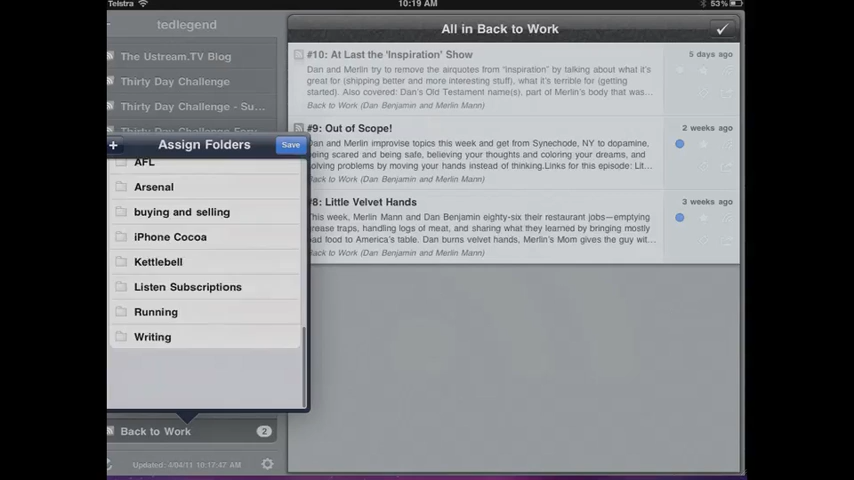 Telstra
10:19 AM
53%
tedlegend
The Ustream.TV Blog
Thirty Day Challenge
Thirty Day Challenge - Su...
Assign Folders
Save
AFL
Arsenal
buying and selling
iPhone Cocoa
Kettlebell
Listen Subscriptions
Running
Writing
Back to Work
2
Updated: 4/04/11 10:17:47 AM
All in Back to Work
#10: At Last the 'Inspiration' Show
5 days ago
Dan and Merlin try to remove the airquotes from "Inspiration" by talking about what it's
great for (shipping better and more interesting stuff), what it's terrible for (getting
started). Also covered: Dan's Old Testament name(s), part of Merlin's body that was...
Back to Work (Dan Benjamin and Merlin Mann)
#9: Out of Scope!
2 weeks ago
Dan and Merlin improvise topics this week and get from Synechode, NY to dopamine,
being scared and being safe, believing your thoughts and coloring your dreams, and
solving problems by moving your hands instead of thinking.Links for this episode: Lit...
Back to Work (Dan Benjamin and Merlin Mann)
#8: Little Velvet Hands
3 weeks ago
This week, Merlin Mann and Dan Benjamin eighty-six their restaurant jobs—emptying
grease traps, handling logs of meat, and sharing what they learned by bringing mostly
bad food to America's table. Dan burns velvet hands, Merlin's Mom gives the guy wit...
Back to Work (Dan Benjamin and Merlin Mann)